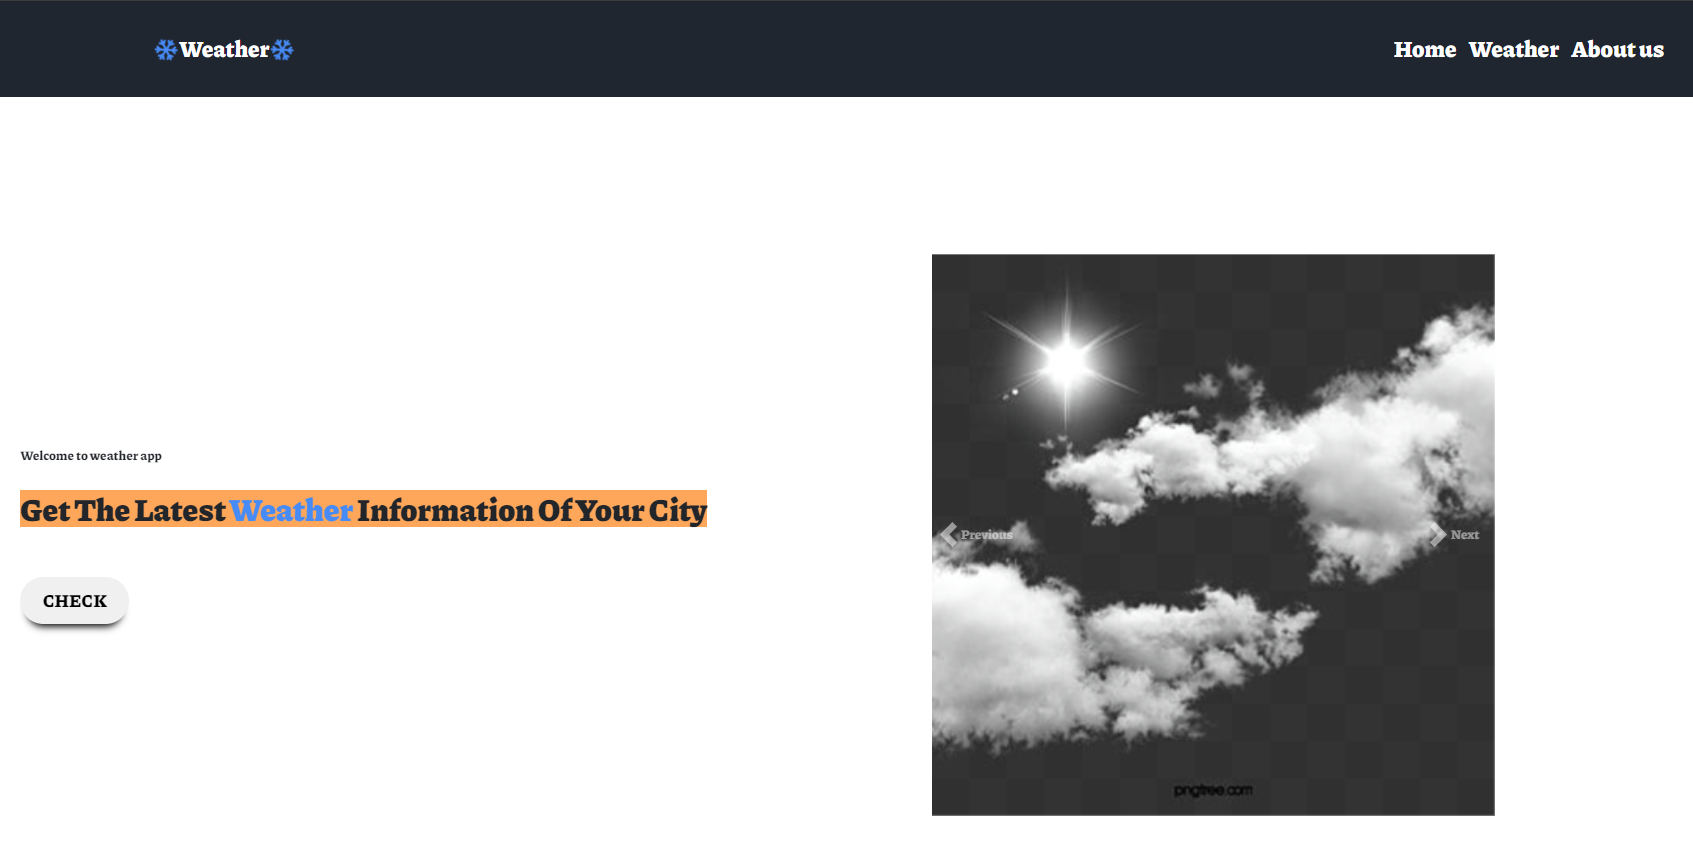 ❄Weather❄
Home Weather About us
Welcome to weather app
Get The Latest Weather Information Of Your City
Previous
Next
CHECK
pngtree.com